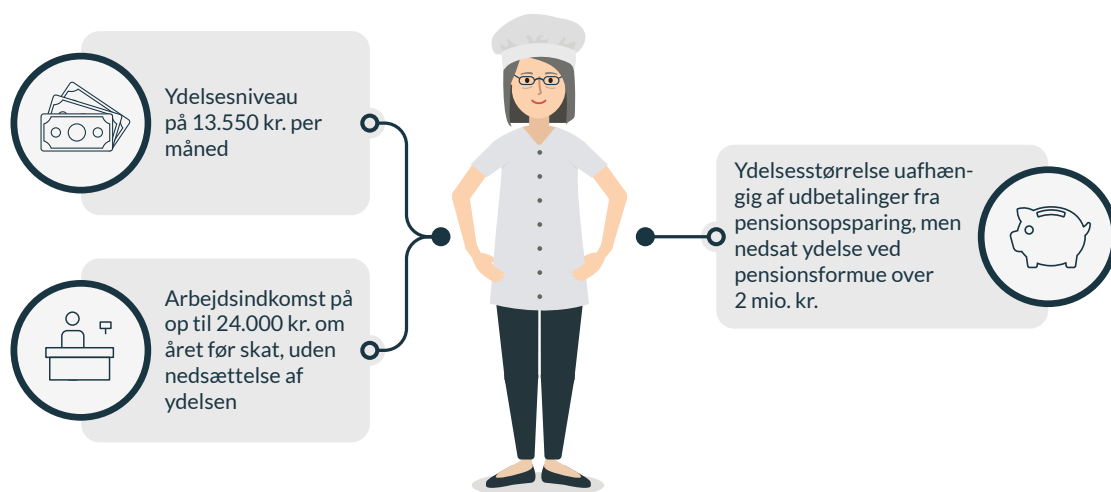 Ydelsesniveau
på 13.550 kr. per
måned
Arbejdsindkomst på
op til 24.000 kr. om
året før skat, uden
nedsættelse af
ydelsen
Ydelsesstørrelse uafhæn-
gig af udbetalinger fra
pensionsopsparing, men
nedsat ydelse ved
pensionsformue over
2 mio. kr.